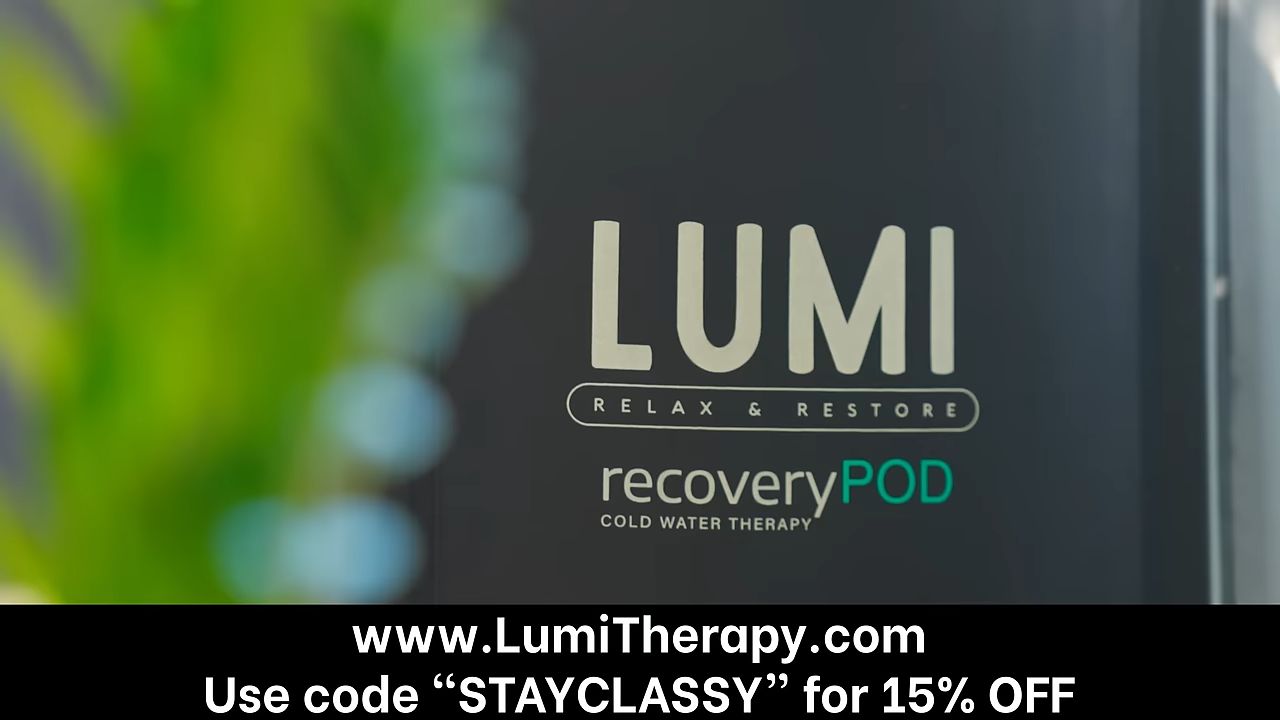 LUMI
RELAX & RESTORE
recoveryPOD
COLD WATER THERAPY
www.LumiTherapy.com
Use code “STAYCLASSY” for 15% OFF